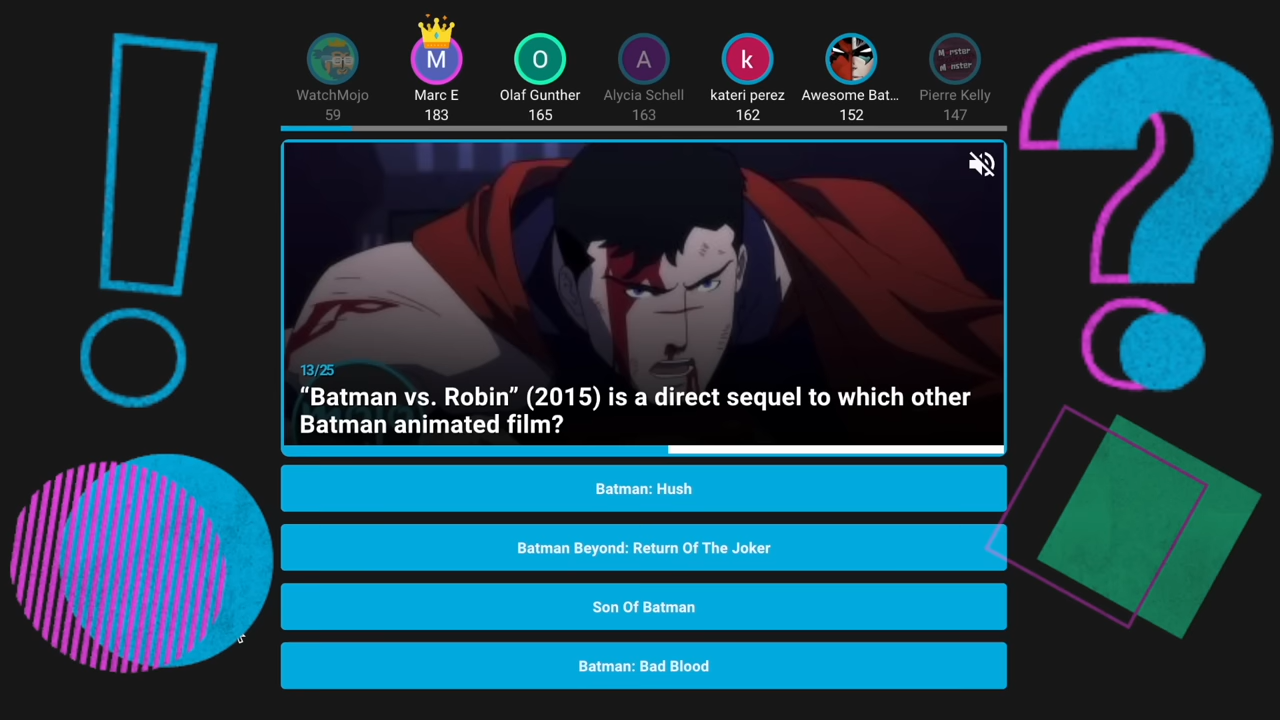 M
O
A
k
WatchMojo
Marc E
Olaf Gunther
Alycia Schell
kateri perez
Awesome Bat...
Pierre Kelly
59
183
165
163
162
152
147
13/25
“Batman vs. Robin” (2015) is a direct sequel to which other
Batman animated film?
Batman: Hush
Batman Beyond: Return Of The Joker
Son Of Batman
Batman: Bad Blood